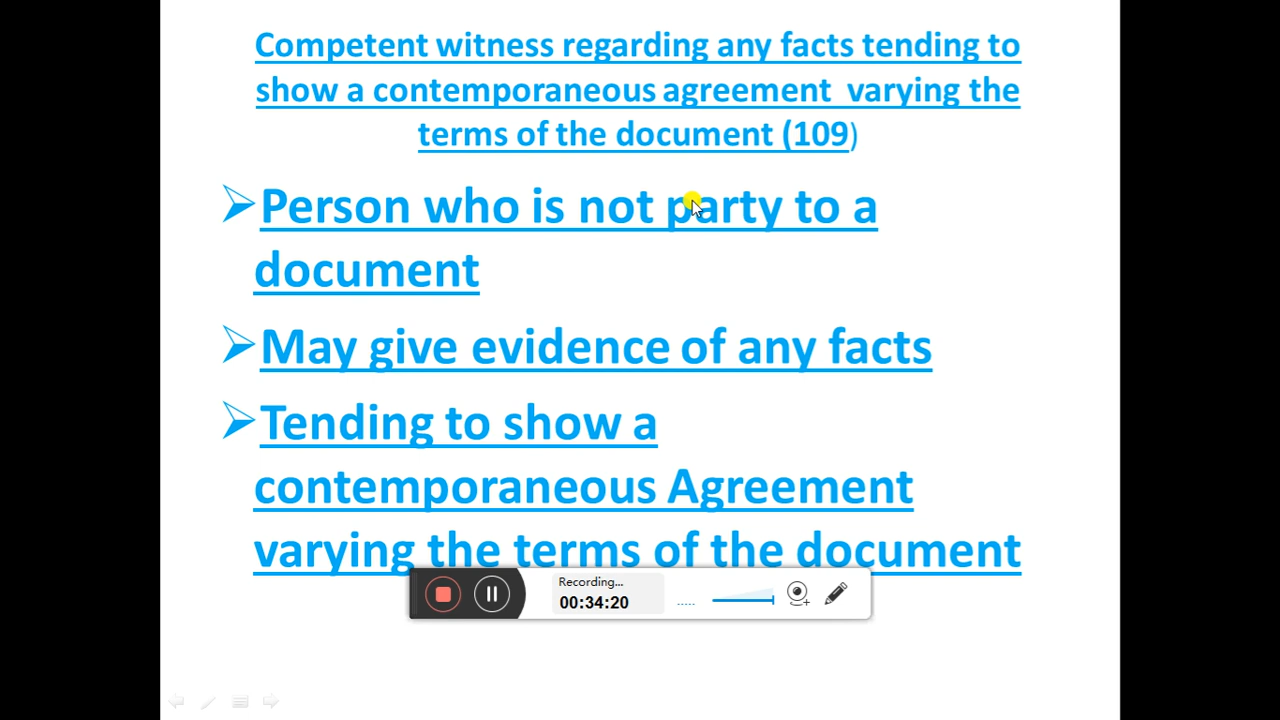 Competent witness regarding any facts tending to
show a contemporaneous agreement varying the
terms of the document (109)
Person who is not party to a
document
May give evidence of any facts
Tending to show a
contemporaneous Agreement
varying the terms of the document
Recording...
00:34:20